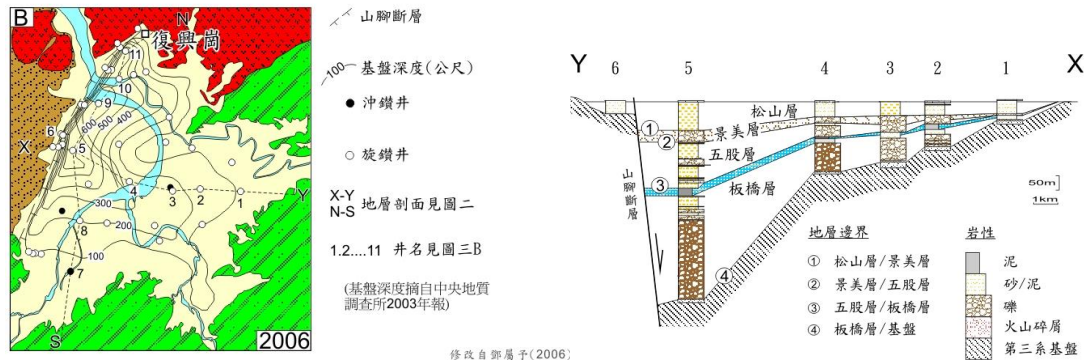 B
N
復興崗
11
10
9
600
500
400
6
5
X
4
3
2
1
Y
300
8
200
100
7
S
2006
山腳斷層
100 基盤深度(公尺)
沖鑽井
旋鑽井
X-Y
N-S 地層剖面見圖二
1.2....11 井名見圖三B
(基盤深度摘自中央地質
調查所2003年報)
修改自鄧屬予(2006)
Y 6 5 4 3 2 1 X
松山層
① 景美層
②
五股層
③
板橋層
山腳斷層
④
50m
1km
地層邊界
① 松山層/景美層
② 景美層/五股層
③ 五股層/板橋層
④ 板橋層/基盤
岩性
泥
砂/泥
礫
火山碎屑
第三系基盤